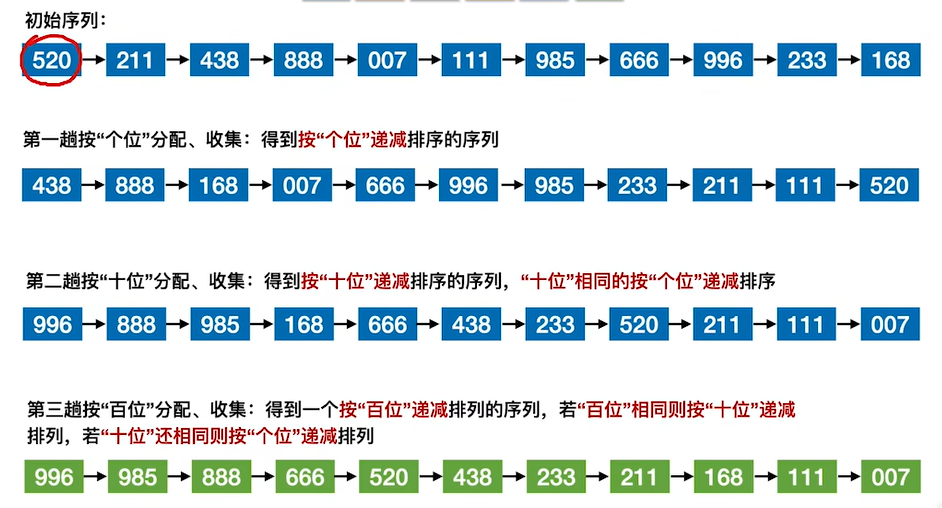 初始序列：
520 211 438 888 007 111 985 666 996 233 168
第一趟按“个位”分配、收集：得到按“个位”递减排序的序列
438 888 168 007 666 996 985 233 211 111 520
第二趟按“十位”分配、收集：得到按“十位”递减排序的序列，“十位”相同的按“个位”递减排序
996 888 985 168 666 438 233 520 211 111 007
第三趟按“百位”分配、收集：得到一个按“百位”递减排列的序列，若“百位”相同则按“十位”递减
排列，若“十位”还相同则按“个位”递减排列
996 985 888 666 520 438 233 211 168 111 007